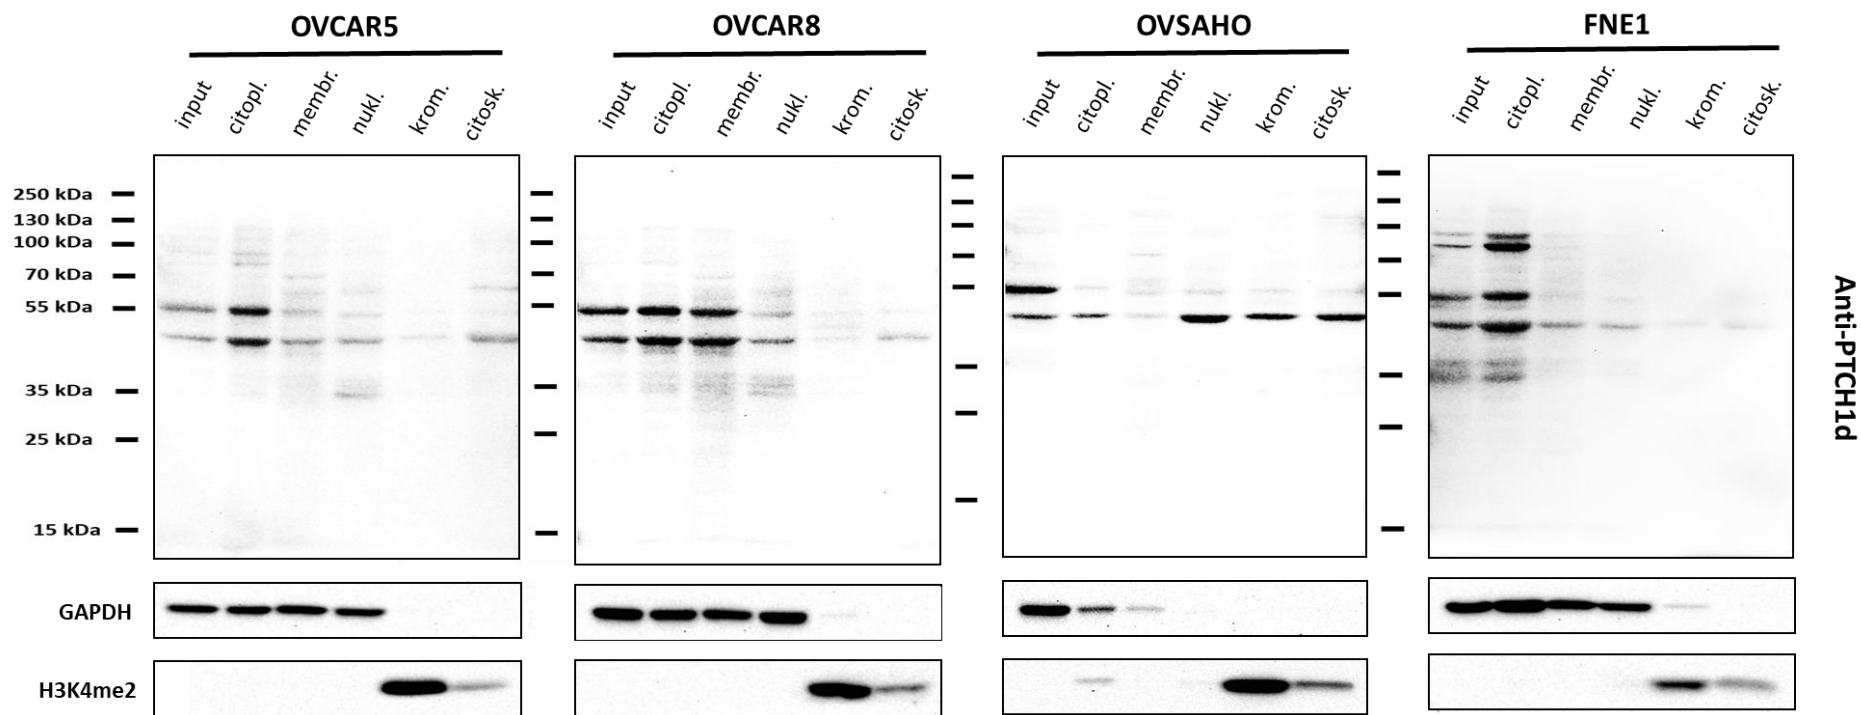 OVCAR5 OVCAR8 OVSAHO FNE1
input citopl. membr. nukl. krom. citosk. input citopl. membr. nukl. krom. citosk. input citopl. membr. nukl. krom. citosk. input citopl. membr. nukl. krom. citosk.
250 kDa
130 kDa
100 kDa
70 kDa
55 kDa
35 kDa
25 kDa
15 kDa
Anti-PTCH1d
GAPDH
H3K4me2